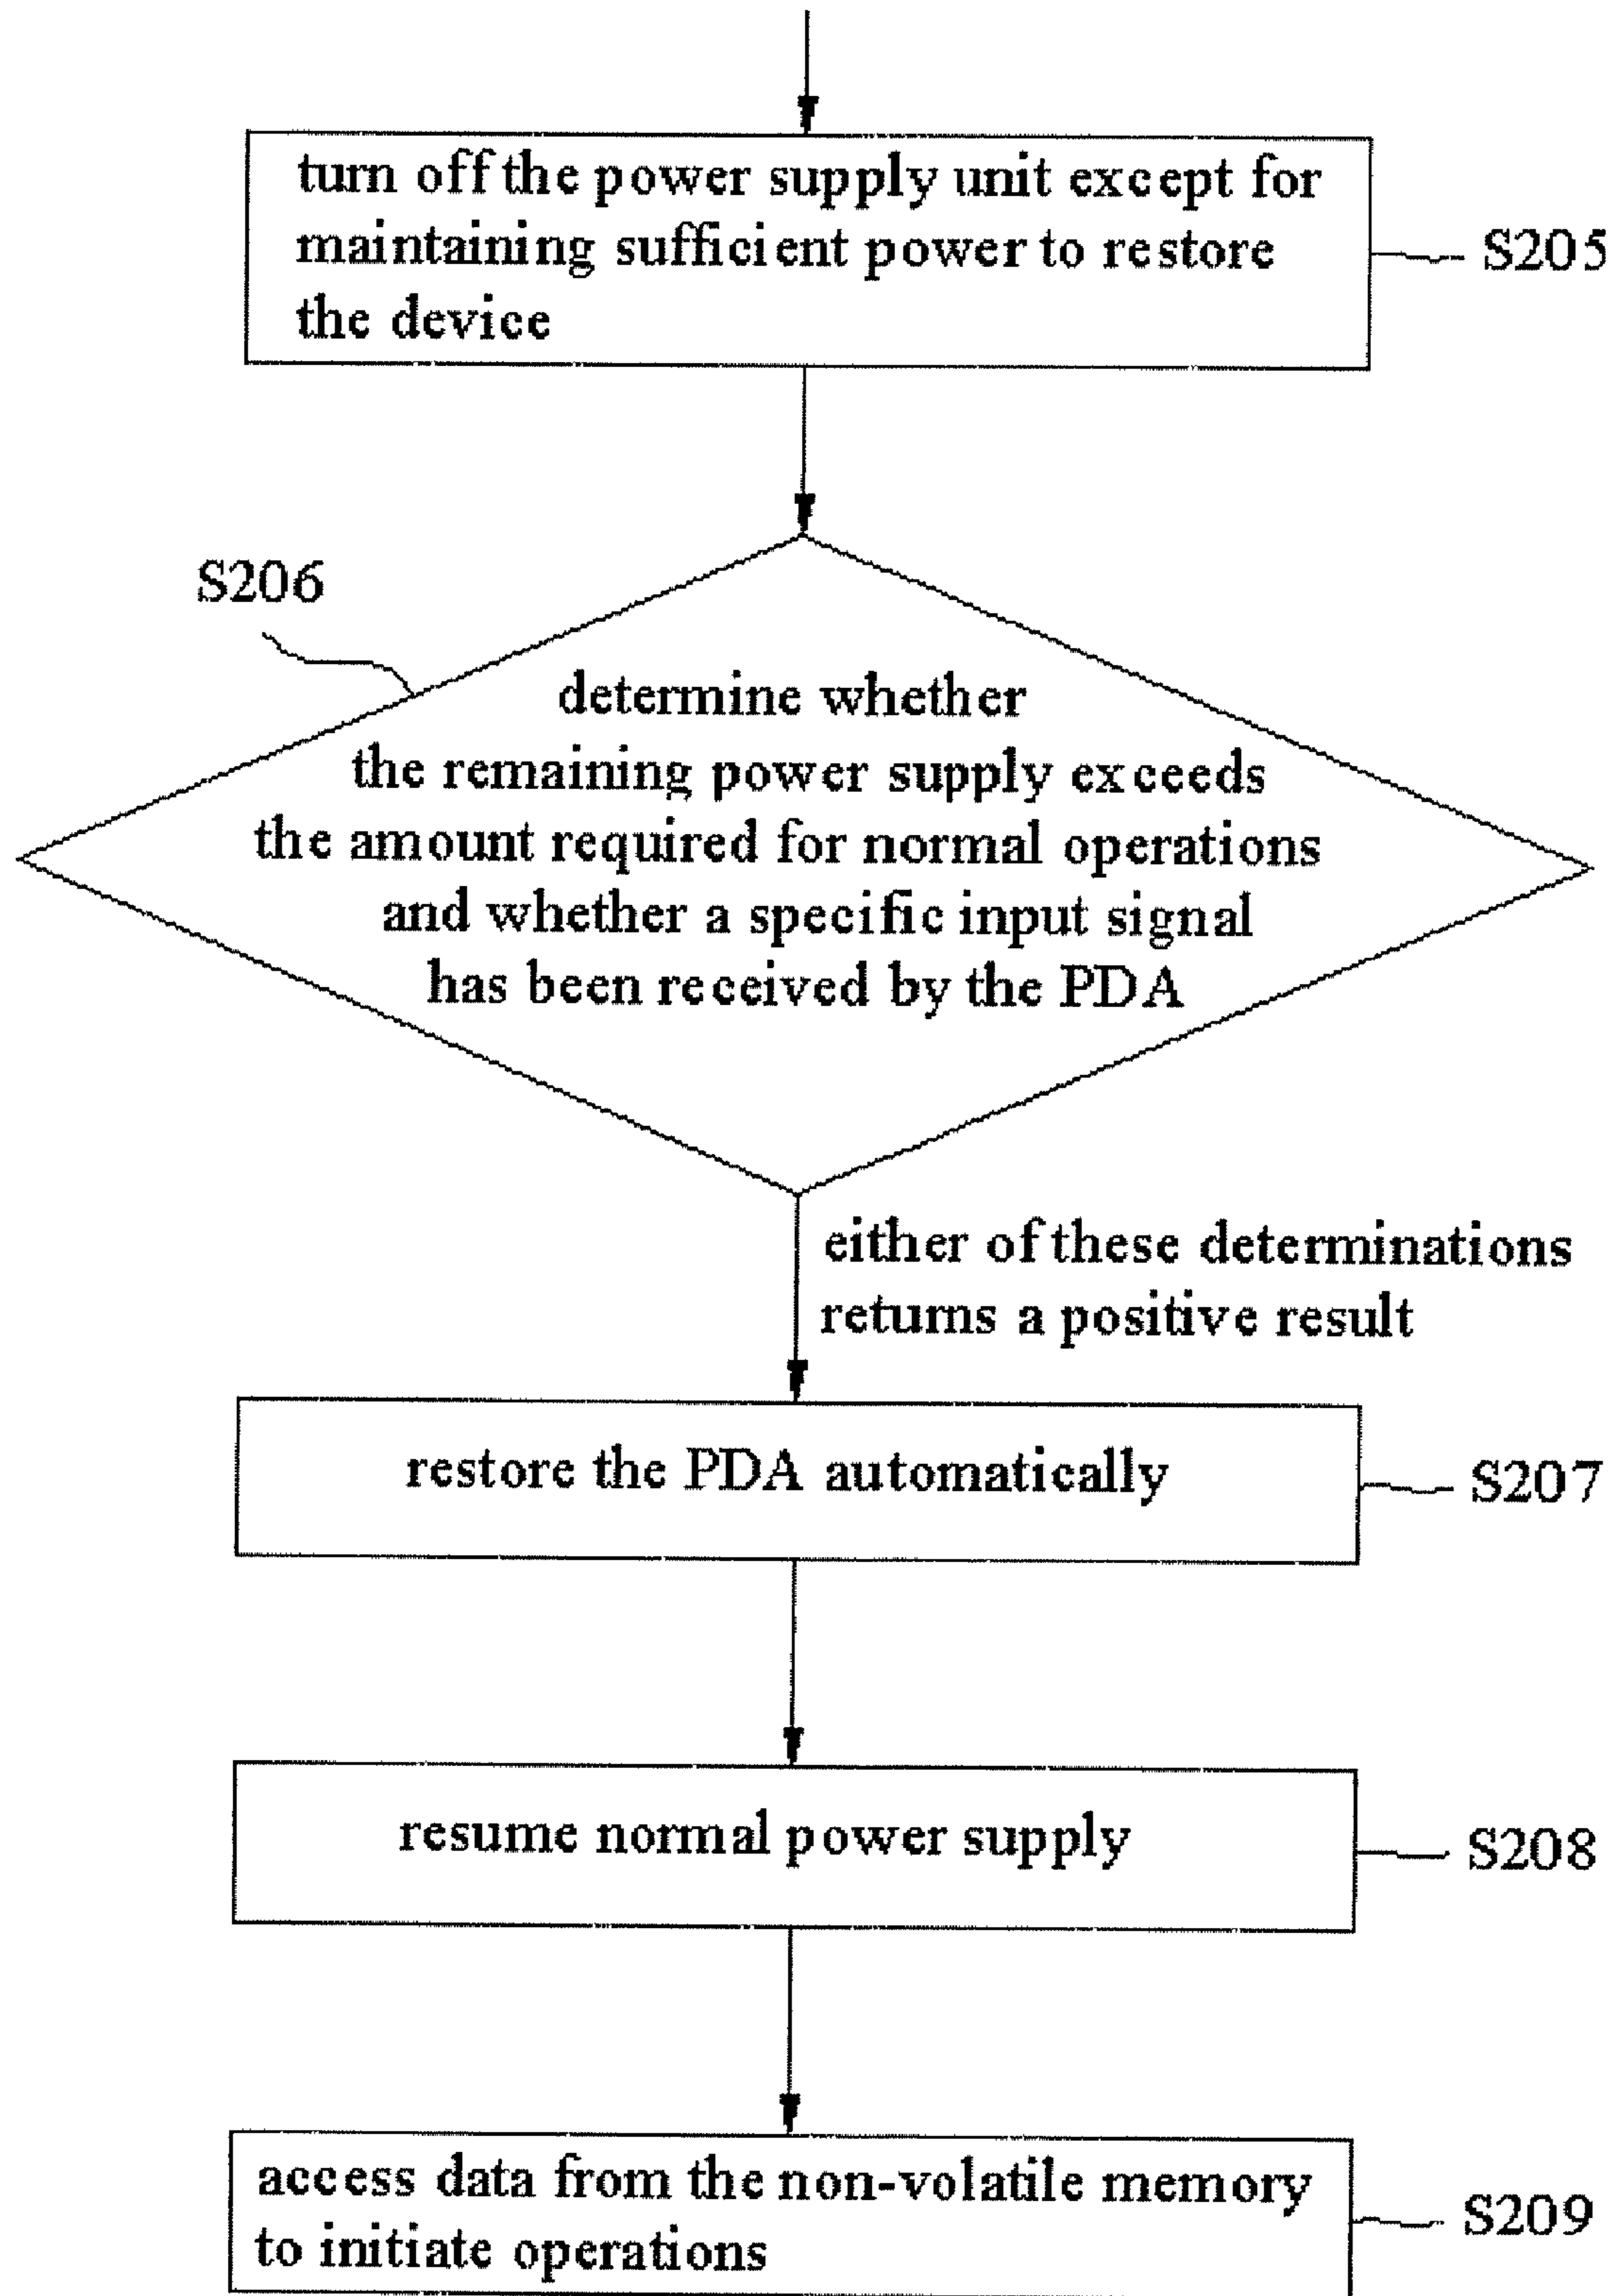 turn off the power supply unit except for
maintaining sufficient power to restore
the device
S205
S206
determine whether
the remaining power supply exceeds
the amount required for normal operations
and whether a specific input signal
has been received by the PDA
either of these determinations
returns a positive result
restore the PDA automatically
S207
resume normal power supply
S208
access data from the non-volatile memory
to initiate operations
S209